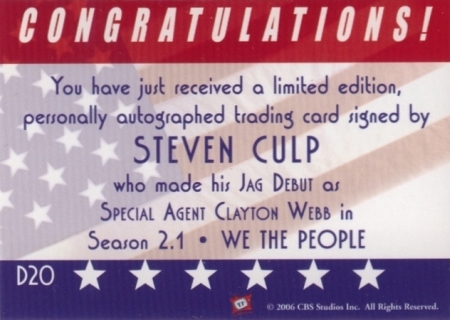 CONGRATULATIONS!
You have just received a limited edition,
personally autographed trading card signed by
STEVEN CULP
who made his JAG DEBUT as
SPECIAL AGENT CLAYTON WEBB in
Season 2.1 • WE THE PEOPLE
D20
© 2006 CBS Studios Inc. All Rights Reserved.